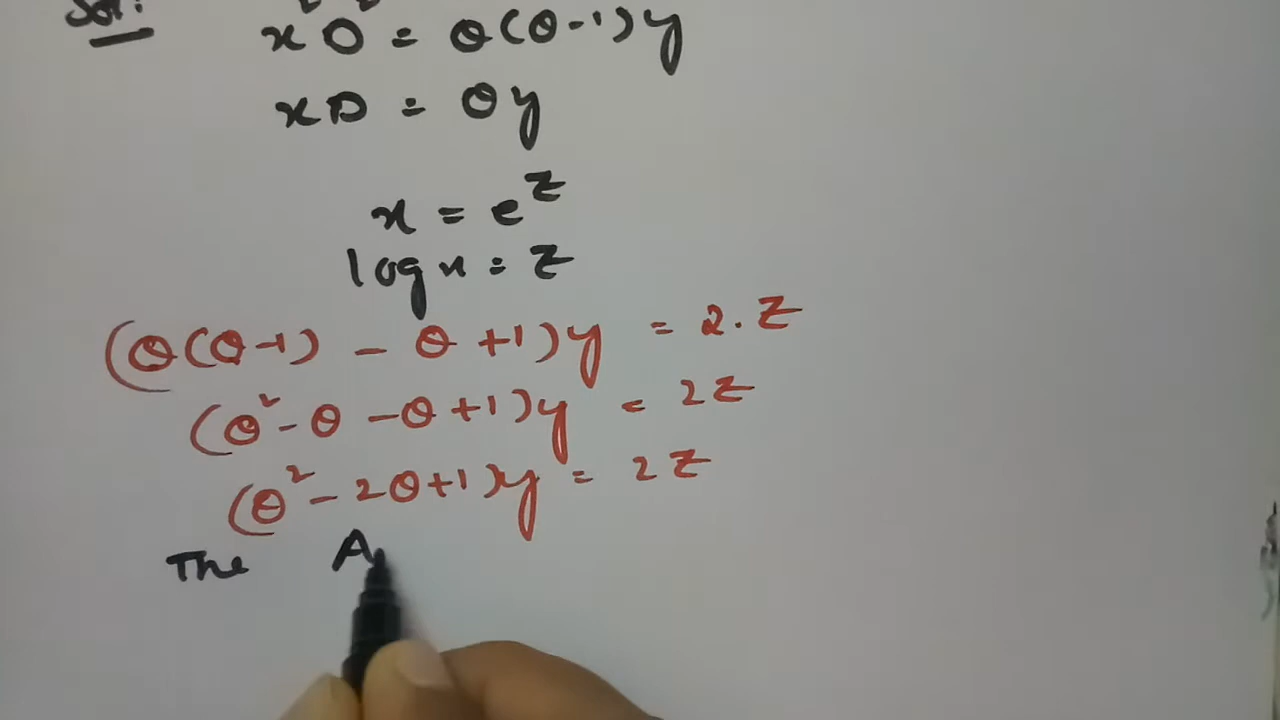 Sol:
x²D² = θ(θ-1)y
xD = θy
x = e^z
log x = z
(θ(θ-1) - θ +1)y = 2.z
(θ² - θ - θ +1)y = 2z
(θ² - 2θ +1)y = 2z
The A